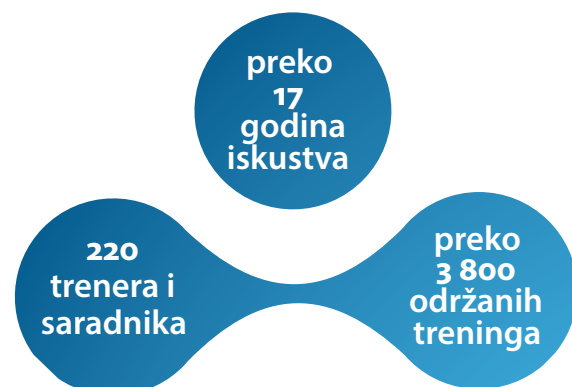 preko
17
godina
iskustva
220
trenera i
saradnika
preko
3 800
održanih
treninga